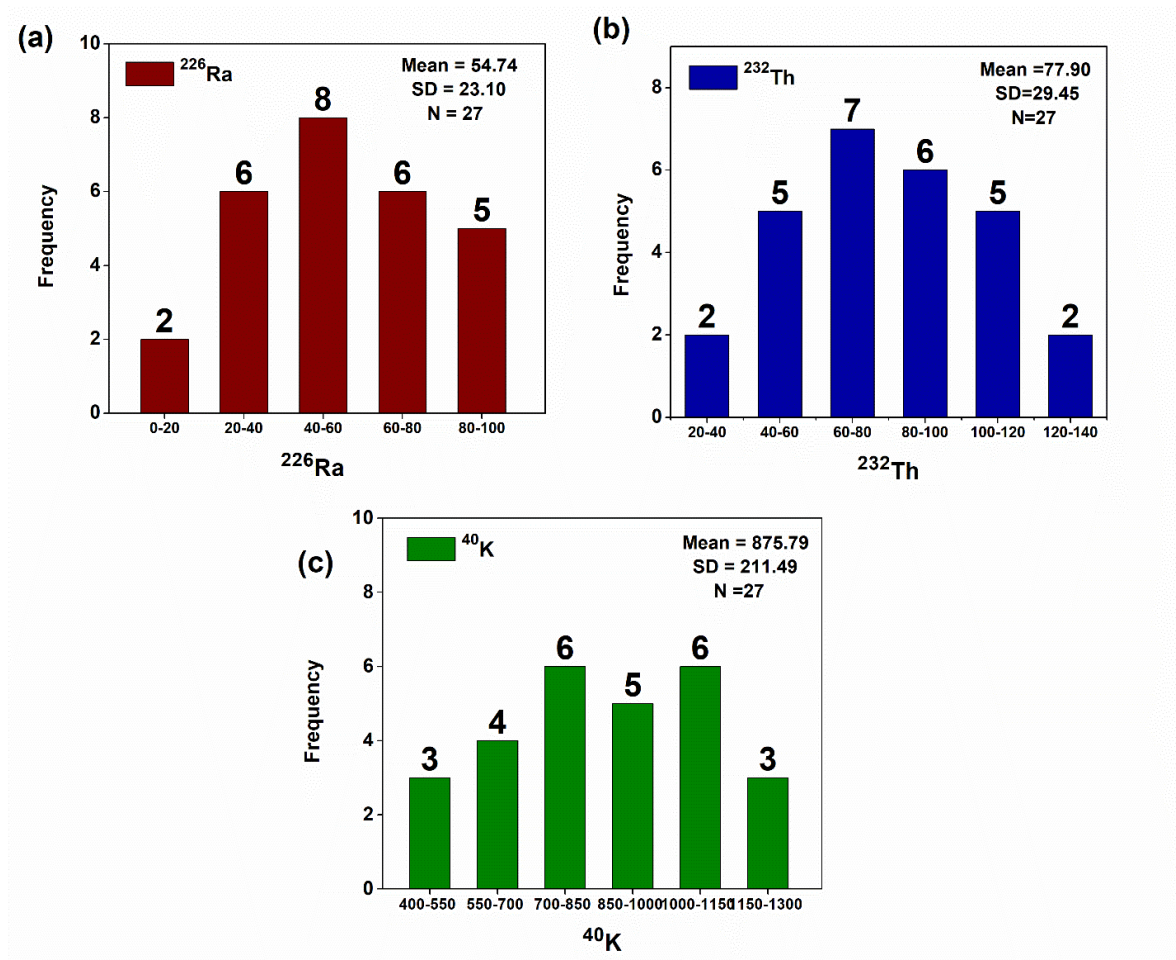 (a)
10
8
6
4
2
0
Frequency
²²⁶Ra
Mean = 54.74
SD = 23.10
N = 27
2
6
8
6
5
0-20 20-40 40-60 60-80 80-100
²²⁶Ra
(b)
8
6
4
2
0
Frequency
²³²Th
Mean =77.90
SD=29.45
N=27
2
5
7
6
5
2
20-40 40-60 60-80 80-100 100-120 120-140
²³²Th
(c)
10
8
6
4
2
0
Frequency
⁴⁰K
Mean = 875.79
SD = 211.49
N =27
3
4
6
5
6
3
400-550 550-700 700-850 850-1000 1000-1150 1150-1300
⁴⁰K